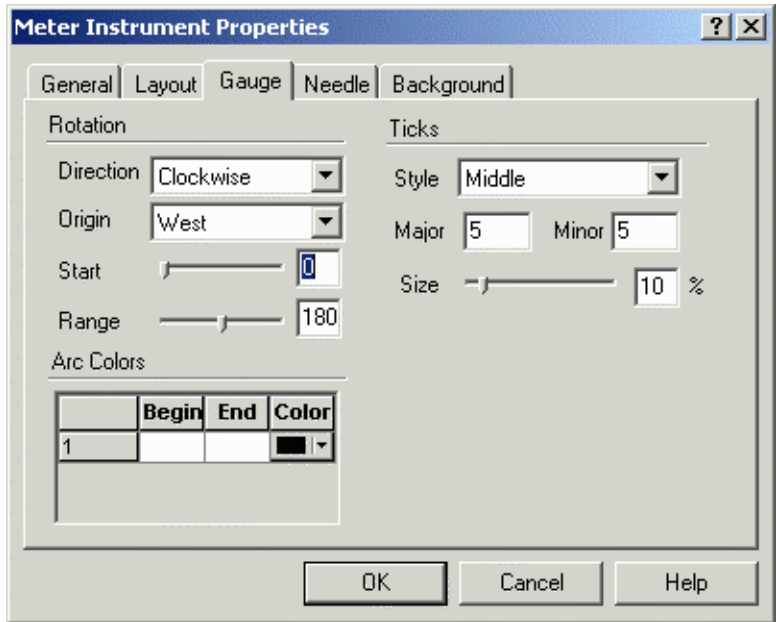 Meter Instrument Properties
General Layout Gauge Needle Background
Rotation
Direction Clockwise
Origin West
Start 0
Range 180
Ticks
Style Middle
Major 5 Minor 5
Size 10 %
Arc Colors
Begin End Color
1
OK Cancel Help